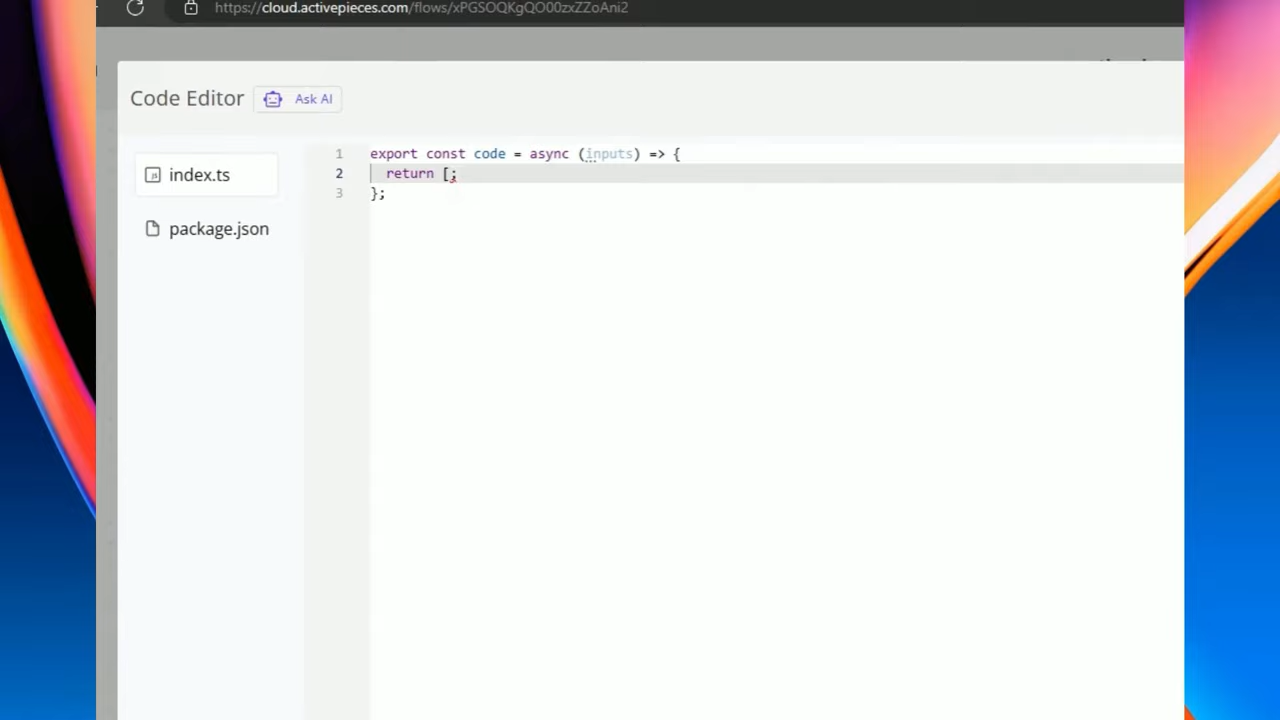 https://cloud.activepieces.com/flows/xPGSOQKgQO00zxZZoAni2
Code Editor Ask AI
index.ts
package.json
1 export const code = async (inputs) => {
2 return [;
3 };